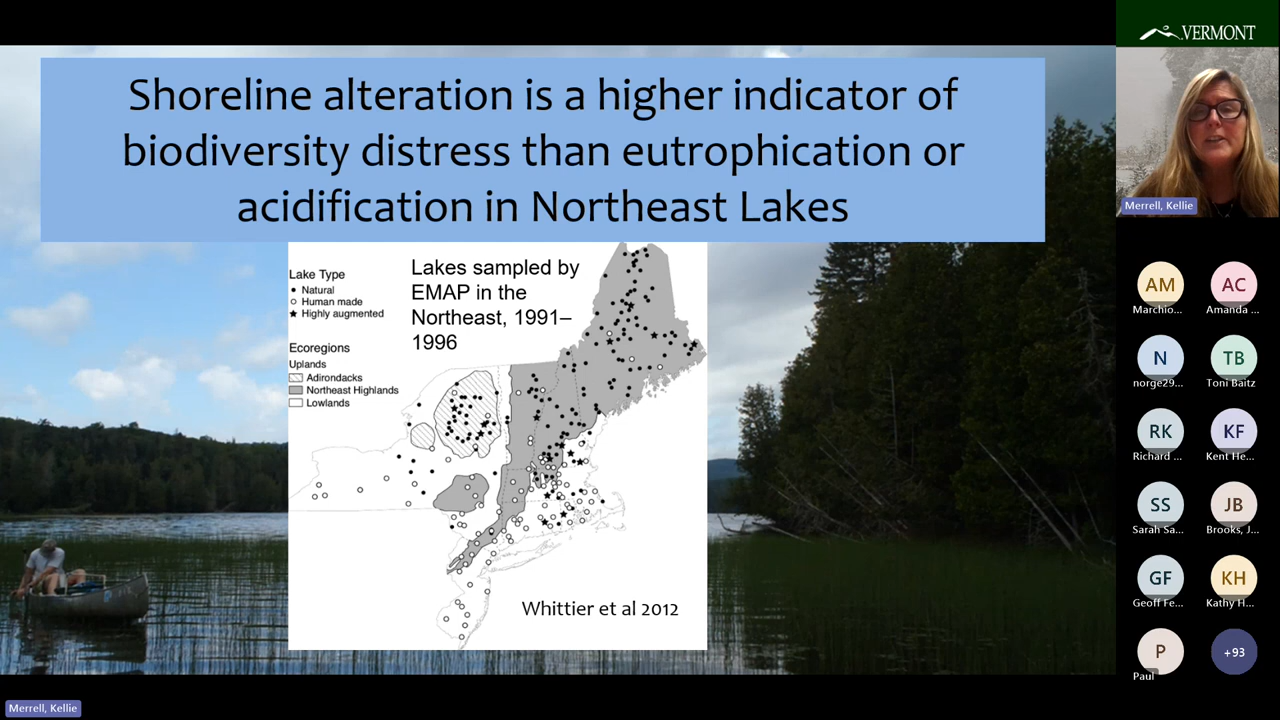 Shoreline alteration is a higher indicator of
biodiversity distress than eutrophication or
acidification in Northeast Lakes
Lake Type
Natural
Human made
Highly augmented
Ecoregions
Uplands
Adirondacks
Northeast Highlands
Lowlands
Lakes sampled by
EMAP in the
Northeast, 1991–
1996
Whittier et al 2012
VERMONT
Merrell, Kellie
AM
Marchio...
AC
Amanda ...
N
norge29...
TB
Toni Baitz
RK
Richard ...
KF
Kent He...
SS
Sarah Sa...
JB
Brooks, J...
GF
Geoff Fe...
KH
Kathy H...
P
Paul
+93
Merrell, Kellie